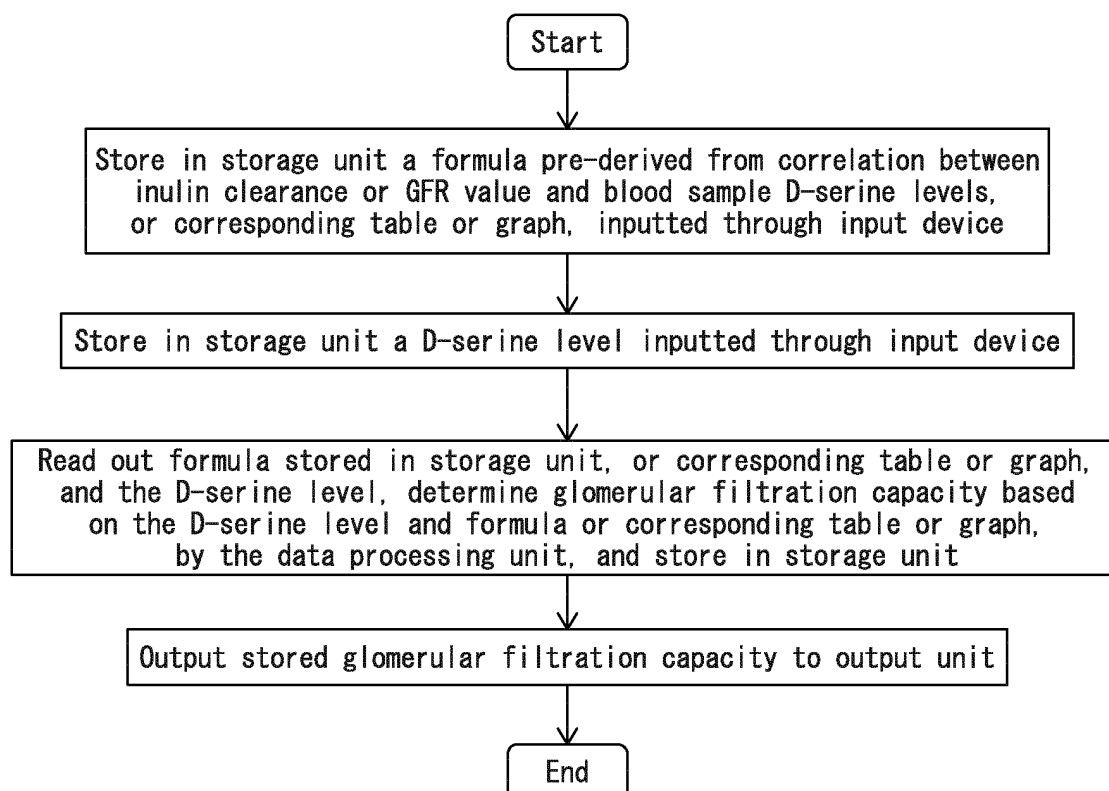 Start
Store in storage unit a formula pre-derived from correlation between
inulin clearance or GFR value and blood sample D-serine levels,
or corresponding table or graph, inputted through input device
Store in storage unit a D-serine level inputted through input device
Read out formula stored in storage unit, or corresponding table or graph,
and the D-serine level, determine glomerular filtration capacity based
on the D-serine level and formula or corresponding table or graph,
by the data processing unit, and store in storage unit
Output stored glomerular filtration capacity to output unit
End